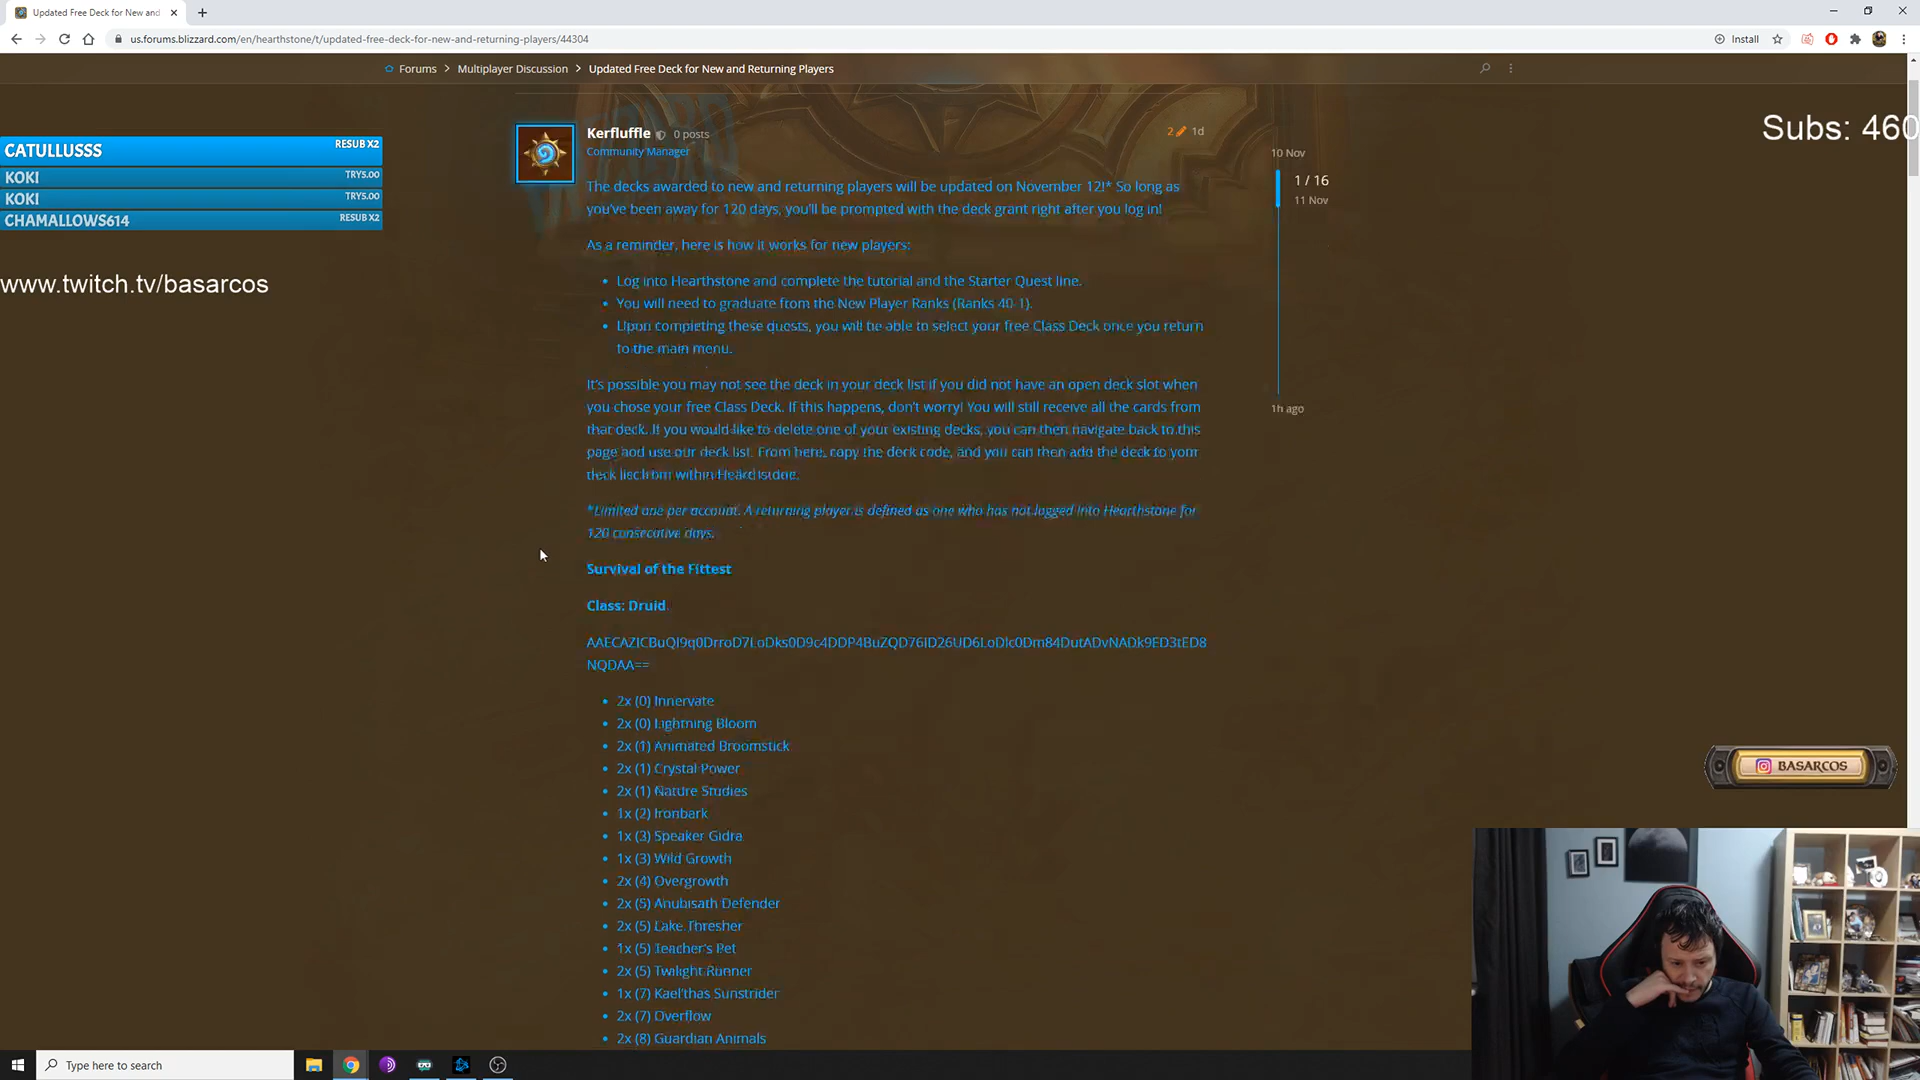 Updated Free Deck for New and
us.forums.blizzard.com/en/hearthstone/t/updated-free-deck-for-new-and-returning-players/44304
Install
Forums > Multiplayer Discussion > Updated Free Deck for New and Returning Players
CATULLUSSS RESUB X2
KOKI TRY5.00
KOKI TRY5.00
CHAMALLOWS614 RESUB X2
www.twitch.tv/basarcos
Subs: 460
Kerfluffle 0 posts
2 1d
Community Manager
10 Nov
1 / 16
11 Nov
1h ago
The decks awarded to new and returning players will be updated on November 12!* So long as
you've been away for 120 days, you'll be prompted with the deck grant right after you log in!
As a reminder, here is how it works for new players:
• Log into Hearthstone and complete the tutorial and the Starter Quest line.
• You will need to graduate from the New Player Ranks (Ranks 40-1).
• Upon completing these quests, you will be able to select your free Class Deck once you return
to the main menu.
It's possible you may not see the deck in your deck list if you did not have an open deck slot when
you chose your free Class Deck. If this happens, don't worry! You will still receive all the cards from
that deck. If you would like to delete one of your existing decks, you can then navigate back to this
page and use our deck list. From here, copy the deck code, and you can then add the deck to your
deck list from within Hearthstone.
*Limited one per account. A returning player is defined as one who has not logged into Hearthstone for
120 consecutive days.
Survival of the Fittest
Class: Druid
NQDAA==
• 2x (0) Innervate
• 2x (0) Lightning Bloom
• 2x (1) Animated Broomstick
• 2x (1) Crystal Power
• 2x (1) Nature Studies
• 1x (2) Ironbark
• 1x (3) Speaker Gidra
• 1x (3) Wild Growth
• 2x (4) Overgrowth
• 2x (5) Anubisath Defender
• 2x (5) Lake Thresher
• 1x (5) Teacher's Pet
• 2x (5) Twilight Runner
• 1x (7) Kael'thas Sunstrider
• 2x (7) Overflow
• 2x (8) Guardian Animals
BASARCOS
Type here to search